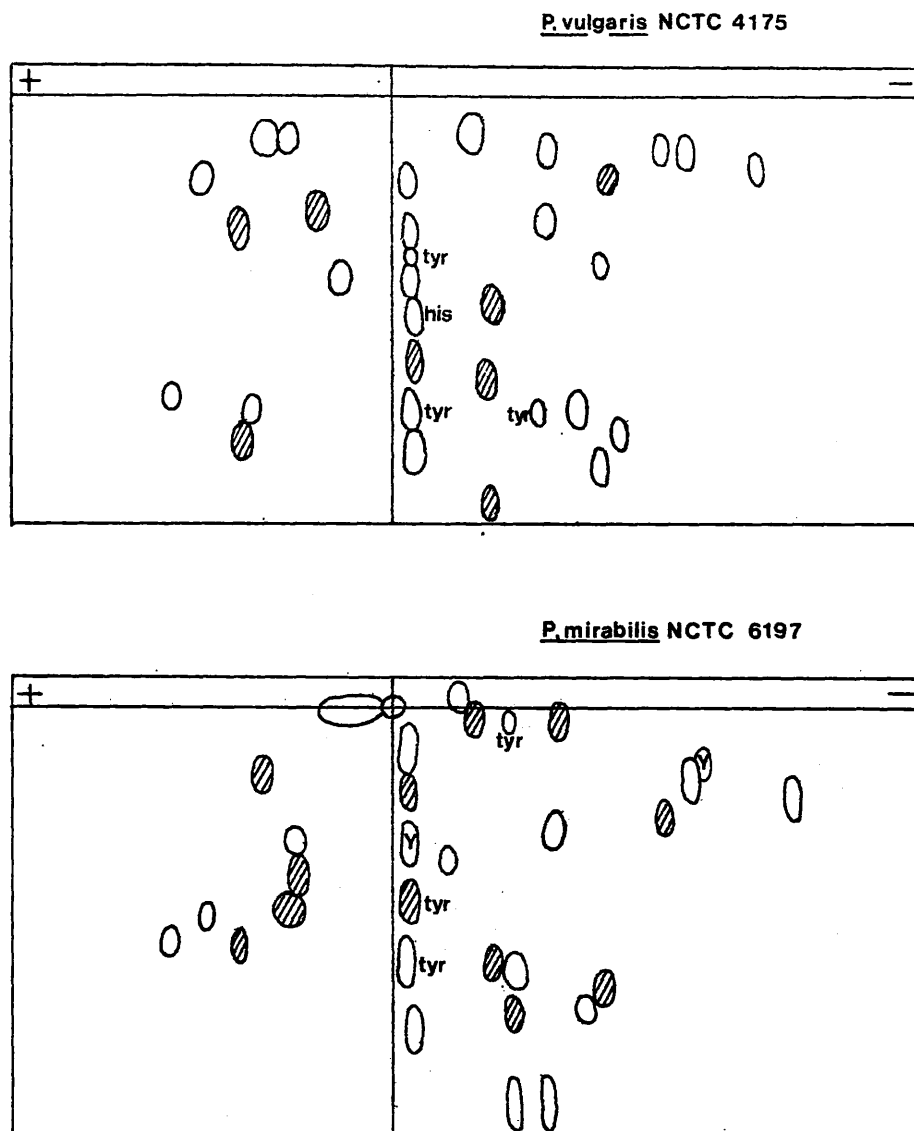 P. vulgaris NCTC 4175
+ −
tyr
his
tyr tyr
P. mirabilis NCTC 6197
+ −
tyr
Y
Y
tyr
tyr